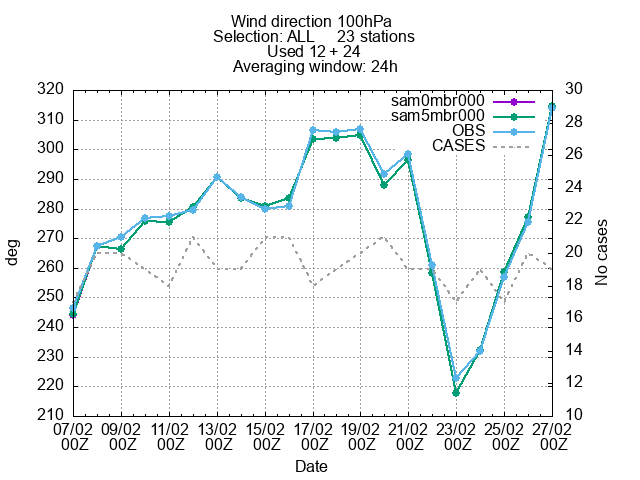 Wind direction 100hPa
Selection: ALL 23 stations
Used 12 + 24
Averaging window: 24h
sam0mbr000
sam5mbr000
OBS
CASES
320
310
300
290
280
270
260
250
240
230
220
210
deg
30
28
26
24
22
20
18
16
14
12
10
No cases
07/02 09/02 11/02 13/02 15/02 17/02 19/02 21/02 23/02 25/02 27/02
00Z 00Z 00Z 00Z 00Z 00Z 00Z 00Z 00Z 00Z 00Z
Date